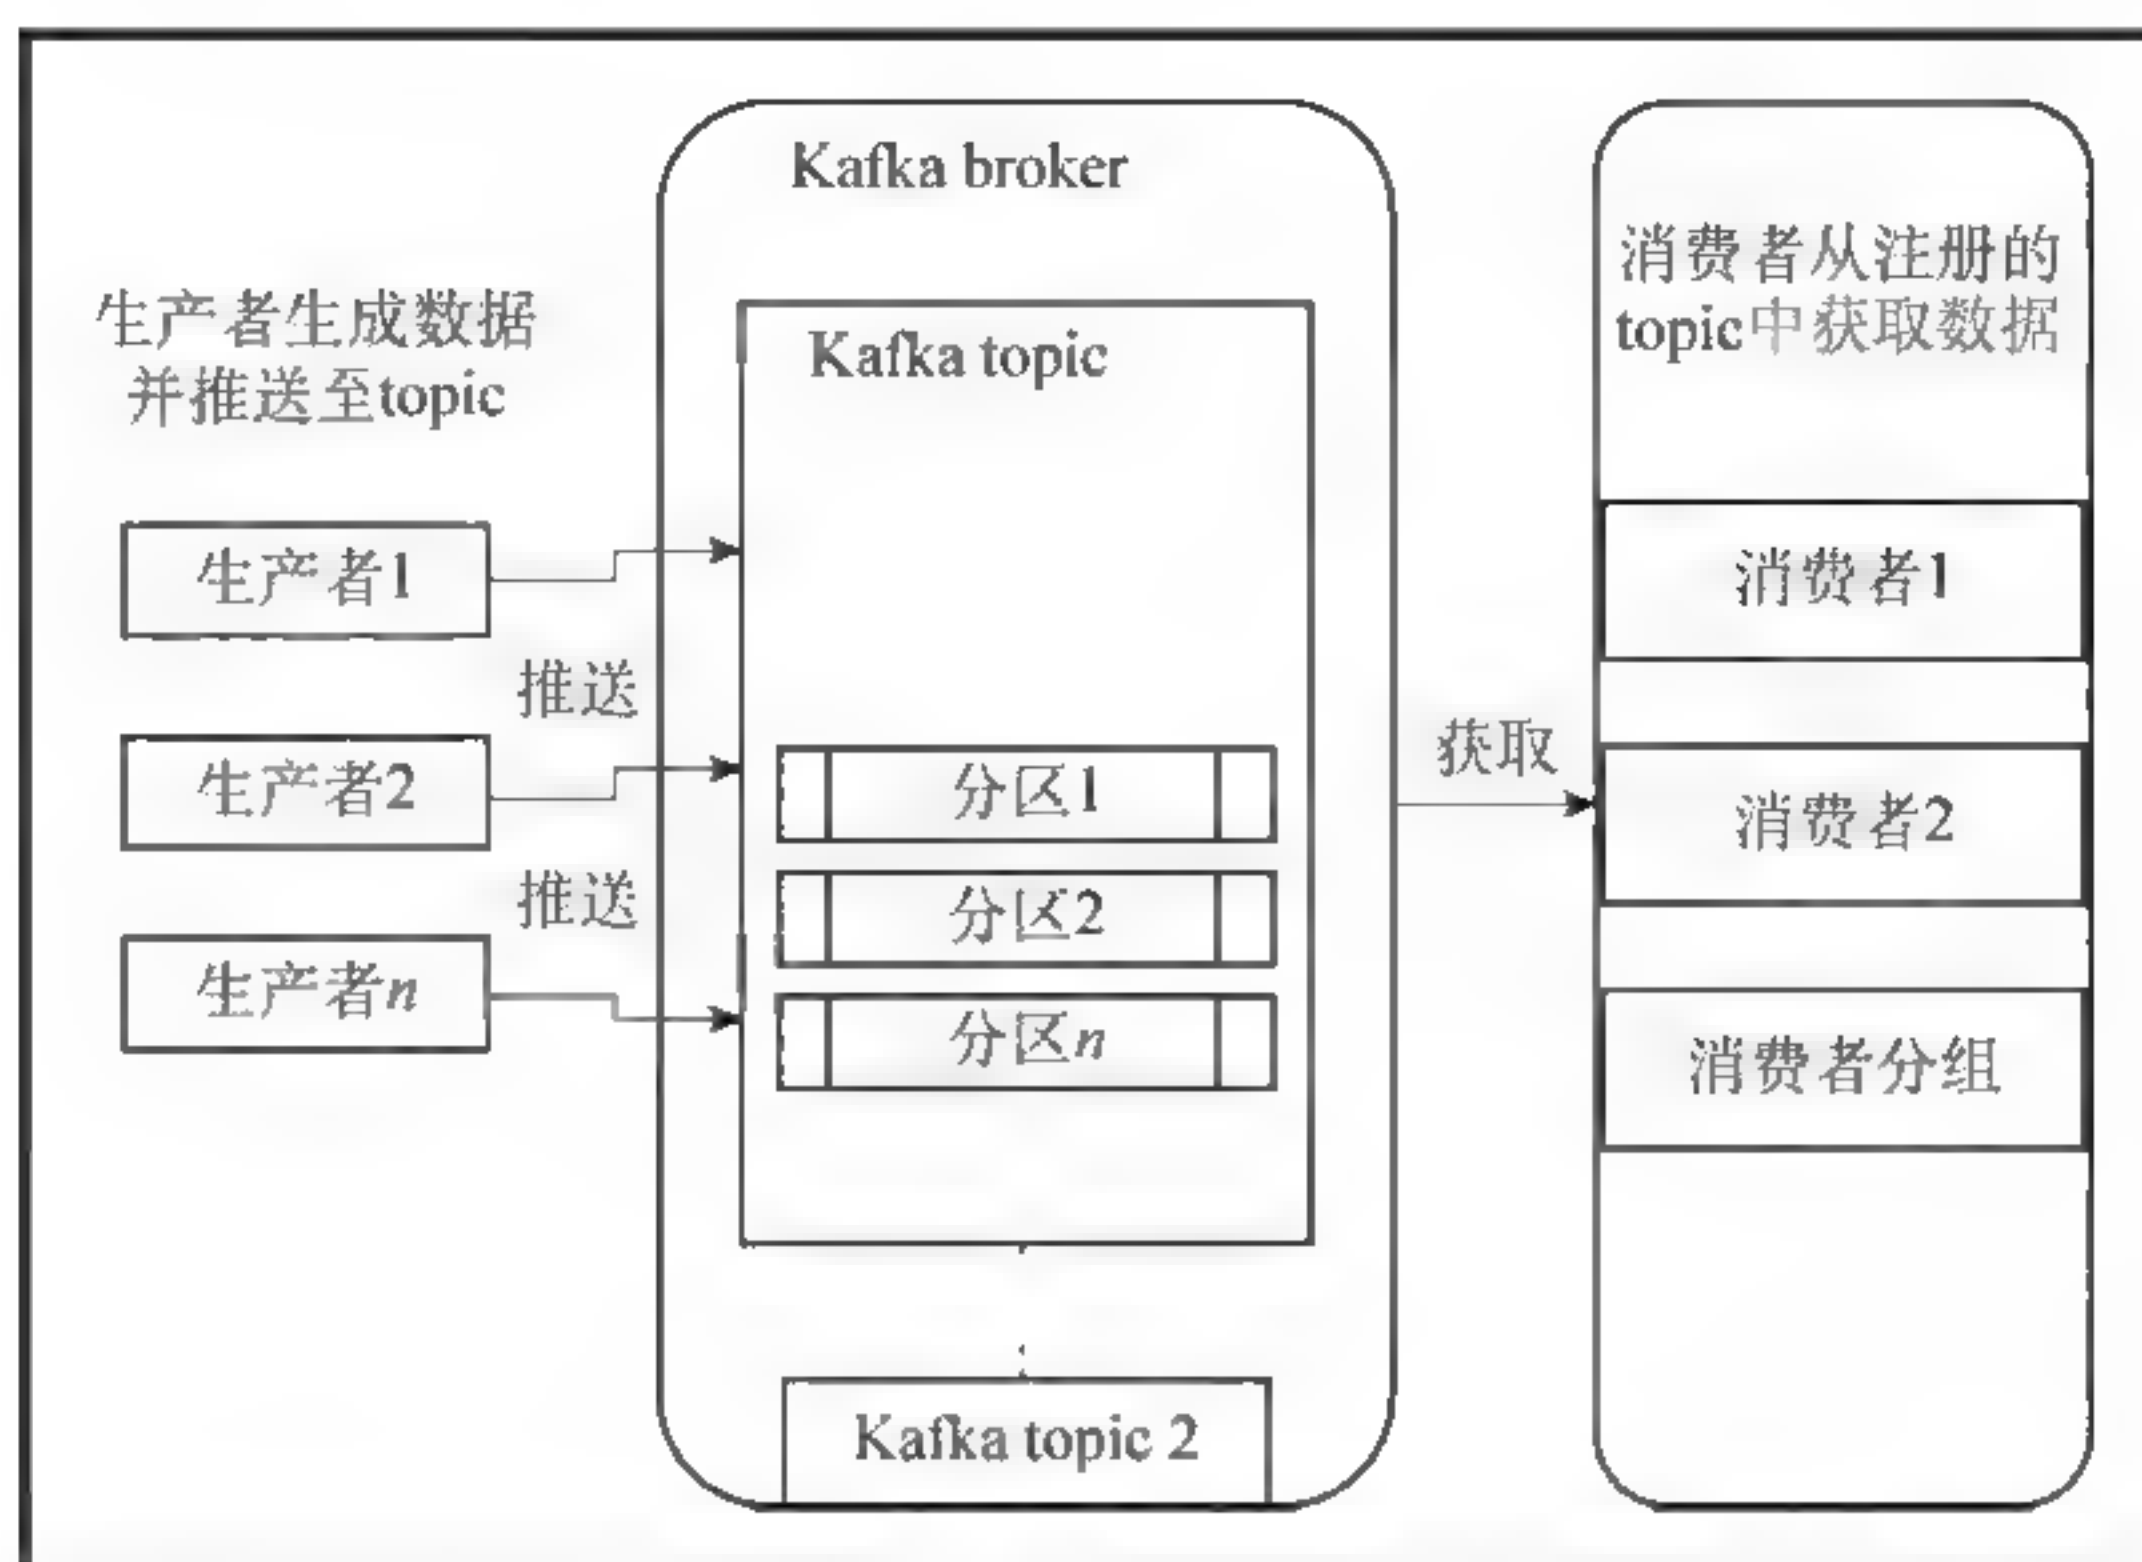 生产者生成数据
并推送至topic
生产者1
推送
生产者2
推送
生产者n
Kafka broker
Kafka topic
分区1
分区2
分区n
Kafka topic 2
获取
消费者从注册的
topic中获取数据
消费者1
消费者2
消费者分组